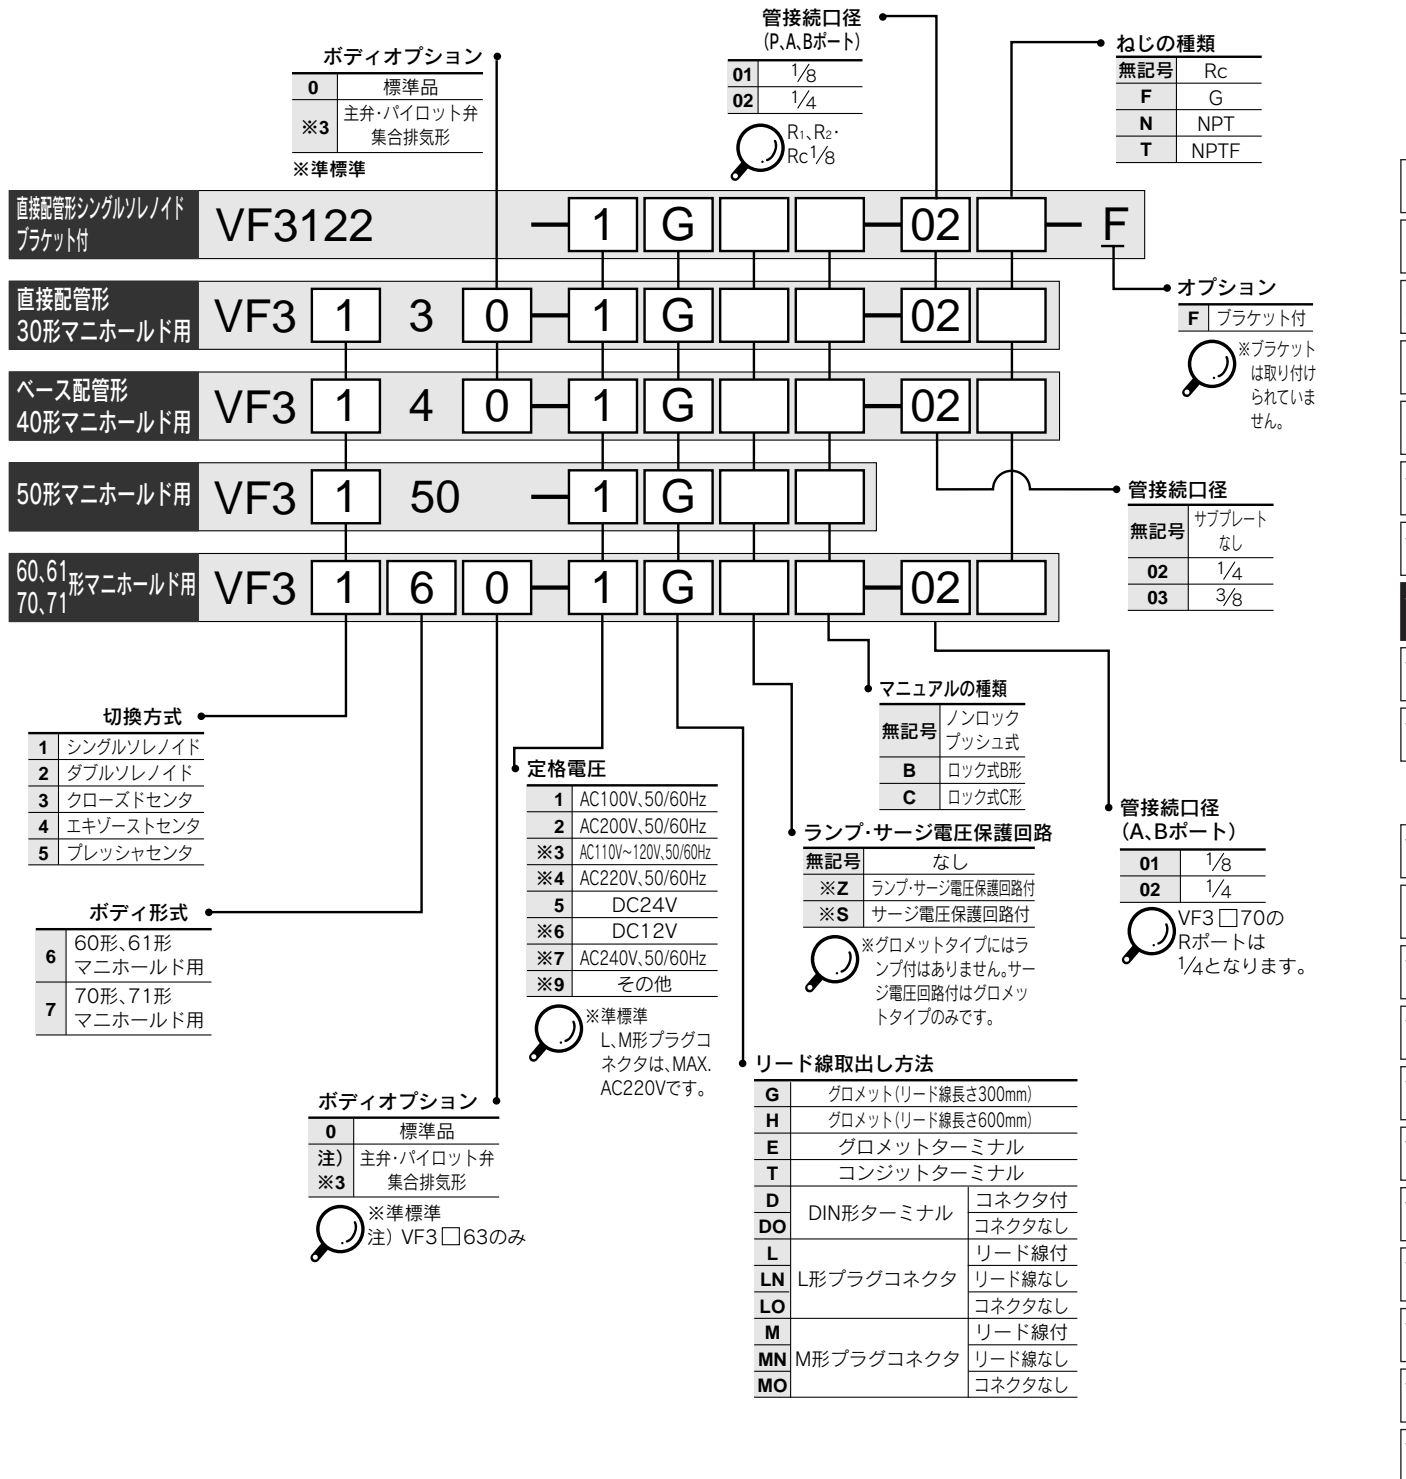 管接続口径
(P、A、Bポート)
01 1/8
02 1/4
R1、R2・
Rc1/8
ボディオプション
0 標準品
※3 主弁・パイロット弁
集合排気形
※準標準
ねじの種類
無記号 Rc
F G
N NPT
T NPTF
直接配管形シングルソレノイド
ブラケット付
VF3122 － 1 G 02 － F
直接配管形
30形マニホールド用
VF3 1 3 0 － 1 G － 02
ベース配管形
40形マニホールド用
VF3 1 4 0 － 1 G － 02
50形マニホールド用
VF3 1 50 － 1 G
60、61
70、71
形マニホールド用
VF3 1 6 0 － 1 G － 02
オプション
F ブラケット付
※ブラケット
は取り付け
られていま
せん。
管接続口径
無記号 サブプレート
なし
02 1/4
03 3/8
切換方式
1 シングルソレノイド
2 ダブルソレノイド
3 クローズドセンタ
4 エキゾーストセンタ
5 プレッシャセンタ
ボディ形式
6 60形、61形
マニホールド用
7 70形、71形
マニホールド用
ボディオプション
0 標準品
注)
※3
主弁・パイロット弁
集合排気形
※準標準
注) VF3□63のみ
定格電圧
1 AC100V、50/60Hz
2 AC200V、50/60Hz
※3 AC110V~120V、50/60Hz
※4 AC220V、50/60Hz
5 DC24V
※6 DC12V
※7 AC240V、50/60Hz
※9 その他
※準標準
L、M形プラグコ
ネクタは、MAX.
AC220Vです。
マニュアルの種類
無記号 ノンロック
プッシュ式
B ロック式B形
C ロック式C形
ランプ・サージ電圧保護回路
無記号 なし
※Z ランプ・サージ電圧保護回路付
※S サージ電圧保護回路付
※グロメットタイプにはラ
ンプ付はありません。サー
ジ電圧回路付はグロメッ
トタイプのみです。
管接続口径
(A、Bポート)
01 1/8
02 1/4
VF3□70の
Rポートは
1/4となります。
リード線取出し方法
G グロメット(リード線長さ300mm)
H グロメット(リード線長さ600mm)
E グロメットターミナル
T コンジットターミナル
D DIN形ターミナル コネクタ付
DO コネクタなし
L リード線付
LN L形プラグコネクタ リード線なし
LO コネクタなし
M リード線付
MN M形プラグコネクタ リード線なし
MO コネクタなし